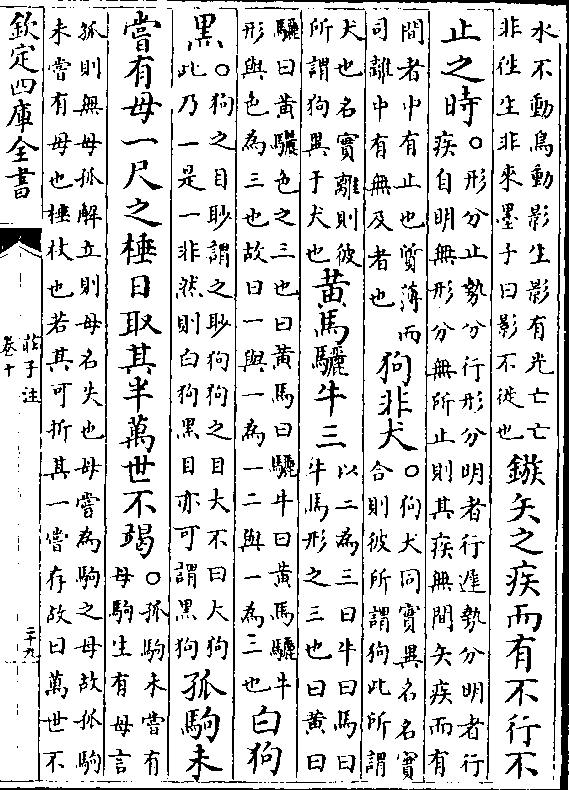 水不動鳥動影生影有光亡亡
非徃生非來墨子曰影不徙也
鏃矢之疾而有不行不
止之時
○形分止勢分行形分明者行遲勢分明者行
疾自明無形分無所止則其疾無間矢疾而有
間者中有止也質薄而
司離中有無及者也
狗非犬
○狗犬同實異名名實
合則彼所謂狗此所謂
犬也名實離則彼
所謂狗異于犬也
黄馬驪牛三
以二為三曰牛曰馬曰
牛馬形之三也曰黄曰
驪曰黄驪色之三也曰黄馬曰驪牛曰黄馬驪牛
形與色為三也故曰一與一為一二與一為三也
白狗
黑
○狗之目眇謂之眇狗狗之目大不曰大狗
此乃一是一非然則白狗黑目亦可謂黑狗
孤駒未
嘗有母一尺之棰日取其半萬世不竭
○孤駒未嘗有
母駒生有母言
孤則無母孤解立則母名失也母嘗為駒之母故孤駒
未嘗有母也棰杖也若其可折其一嘗存故曰萬世不
欽定四庫全書
莊子注
卷十
三十九